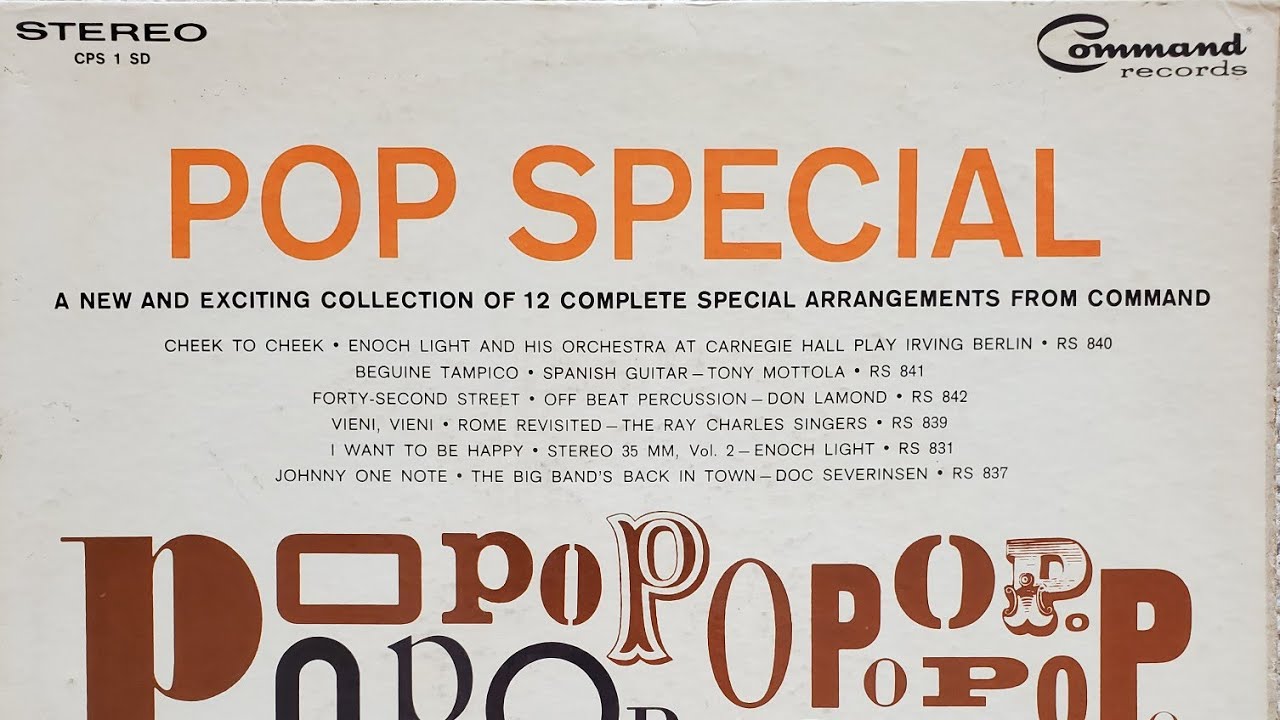 STEREO
CPS 1 SD
Command
records
POP SPECIAL
A NEW AND EXCITING COLLECTION OF 12 COMPLETE SPECIAL ARRANGEMENTS FROM COMMAND
CHEEK TO CHEEK • ENOCH LIGHT AND HIS ORCHESTRA AT CARNEGIE HALL PLAY IRVING BERLIN • RS 840
BEGUINE TAMPICO • SPANISH GUITAR — TONY MOTTOLA • RS 841
FORTY-SECOND STREET • OFF BEAT PERCUSSION — DON LAMOND • RS 842
VIENI, VIENI • ROME REVISITED — THE RAY CHARLES SINGERS • RS 839
I WANT TO BE HAPPY • STEREO 35 MM, Vol. 2 — ENOCH LIGHT • RS 831
JOHNNY ONE NOTE • THE BIG BAND'S BACK IN TOWN — DOC SEVERINSEN • RS 837
POPOPOPOP.